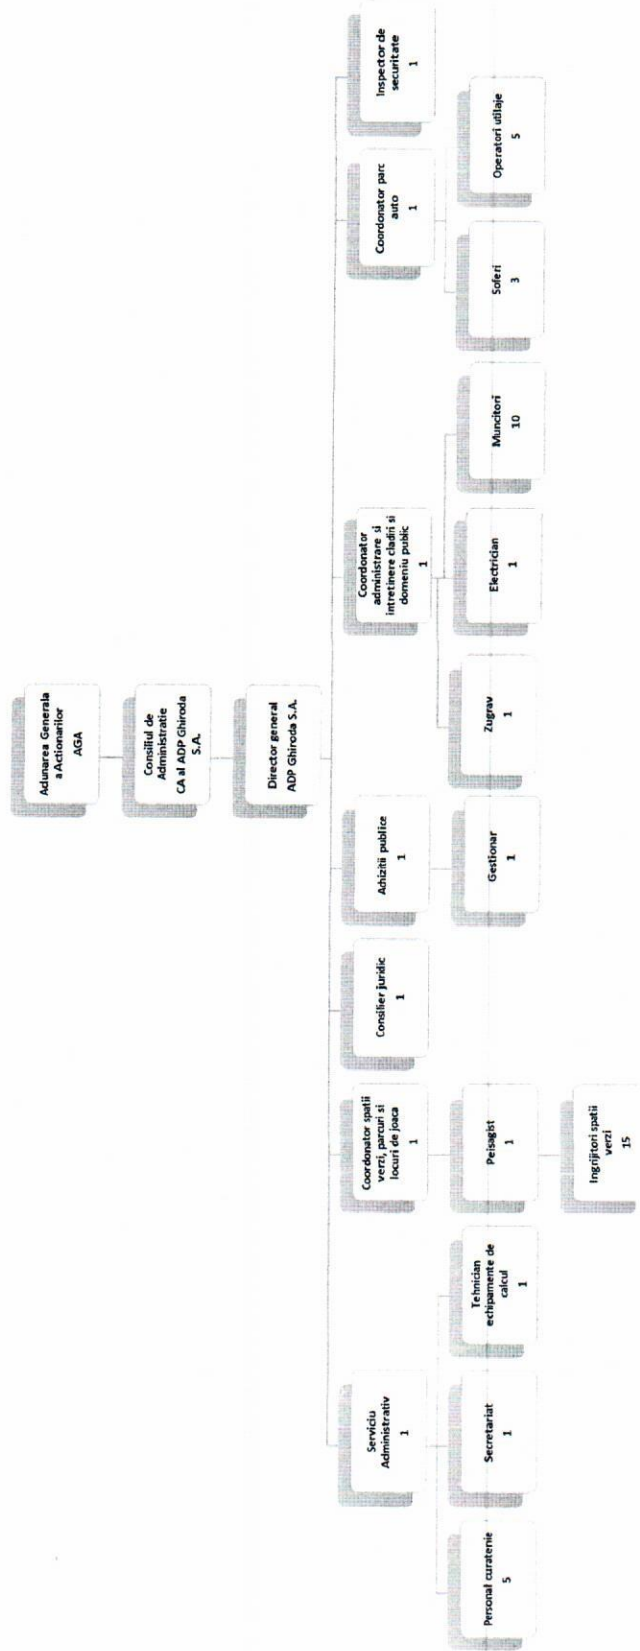 Adunarea Generala
a Actionarilor
AGA
Consiliul de
Administratie
CA al ADP Ghiroda
S.A.
Director general
ADP Ghiroda S.A.
Serviciu
Administrativ
1
Coordonator spatii
verzi, parcuri si
locuri de joaca
1
Consilier juridic
1
Achizitii publice
1
Coordonator
administrare si
intretinere cladiri si
domeniu public
1
Coordonator parc
auto
1
Inspector de
securitate
1
Personal curatenie
5
Secretariat
1
Tehnician
echipamente de
calcul
1
Peisagist
1
Gestionar
1
Zugrav
1
Electrician
1
Muncitori
10
Soferi
3
Operatori utilaje
5
Ingrijitori spatii
verzi
15